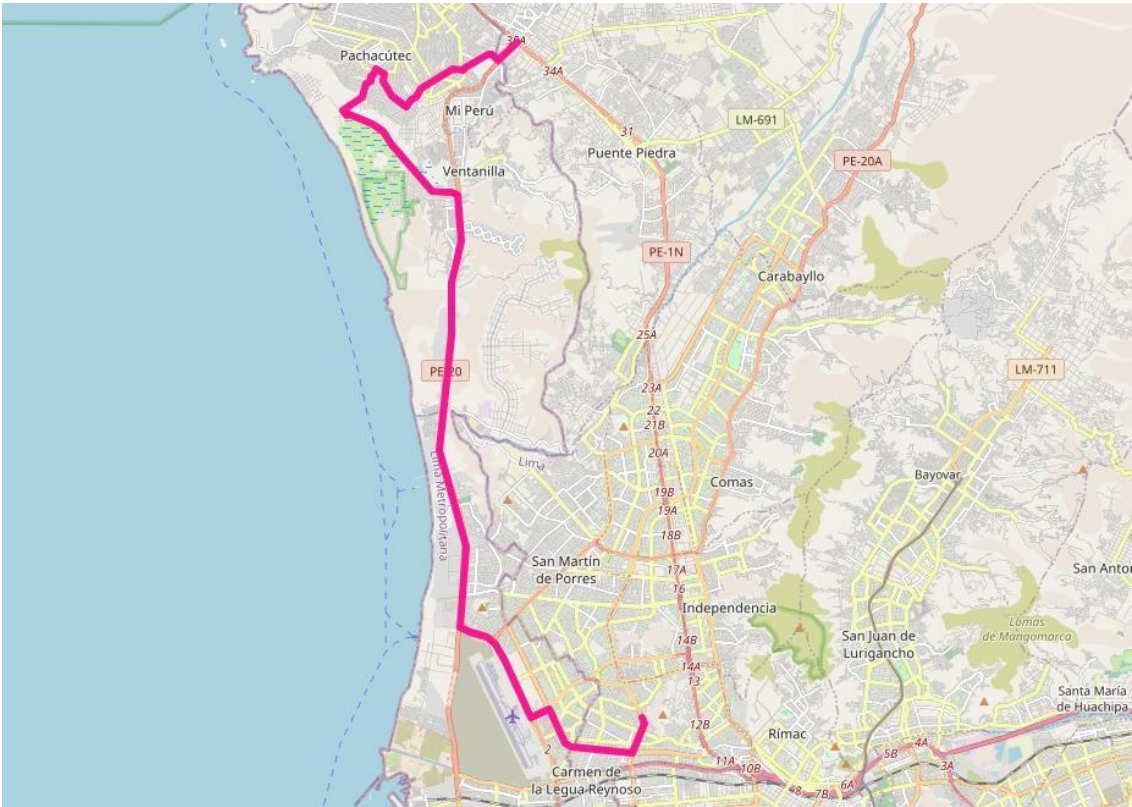 36A
Pachacútec
34A
Mi Perú
LM-691
31
Puente Piedra
PE-20A
Ventanilla
PE-1N
Carabayllo
25A
LM-711
PE-20
23A
22
21B
20A
Lima
Lima Metropolitana
Bayovar
Comas
19B
19A
18B
San Martín
de Porres
17A
16
San Anton
Independencia
Lomas
de Mangomarca
San Juan de
Lurigancho
14B
14A
13
Santa María
de Huachipa
12B
Rímac
2
4A
5B
3A
11A
10B
Carmen de
la Legua Reynoso
8
7B
6A